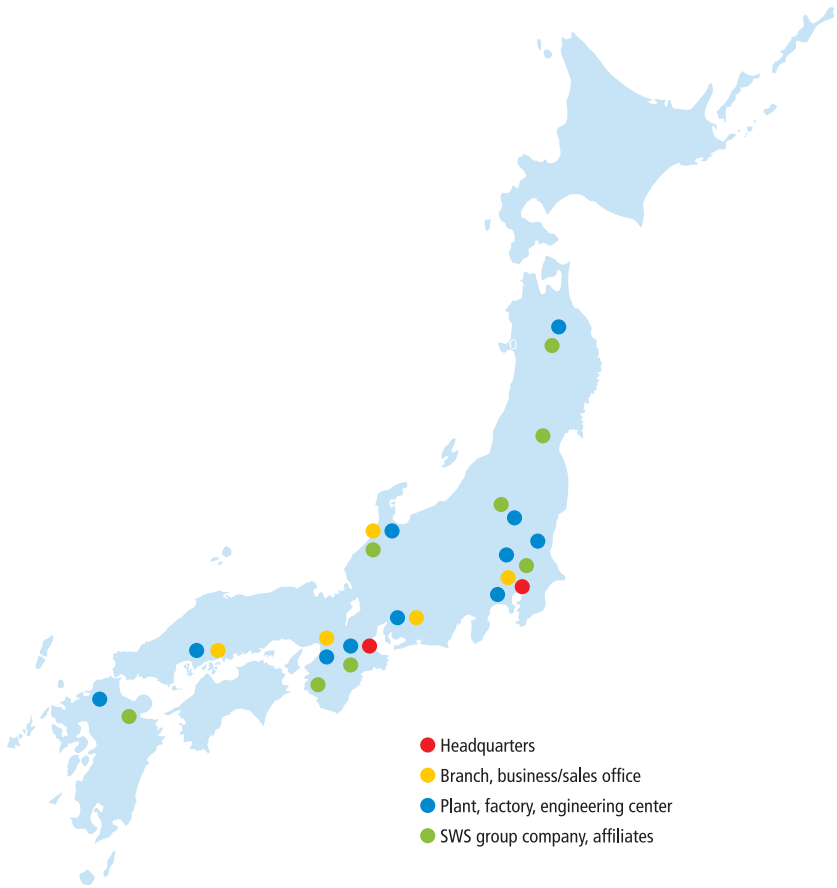 Headquarters
Branch, business/sales office
Plant, factory, engineering center
SWS group company, affiliates